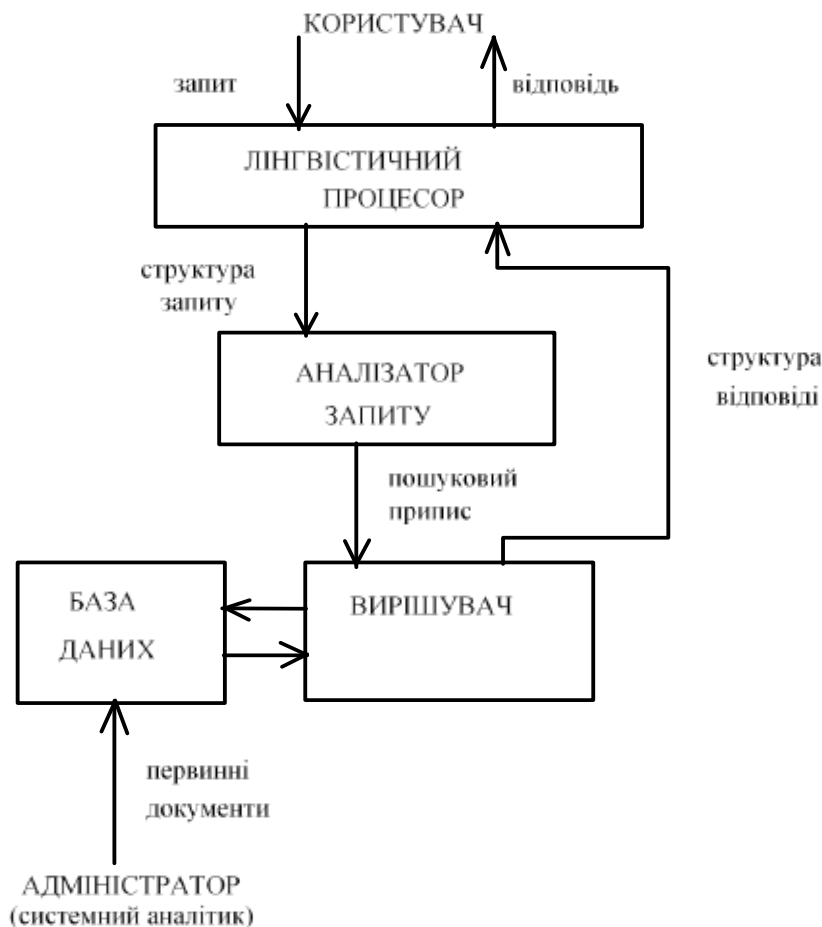 КОРИСТУВАЧ
запит
відповідь
ЛІНГВІСТИЧНИЙ
ПРОЦЕСОР
структура
запиту
АНАЛІЗАТОР
ЗАПИТУ
структура
відповіді
пошуковий
припис
БАЗА
ДАНИХ
ВИРІШУВАЧ
первинні
документи
АДМІНІСТРАТОР
(системний аналітик)